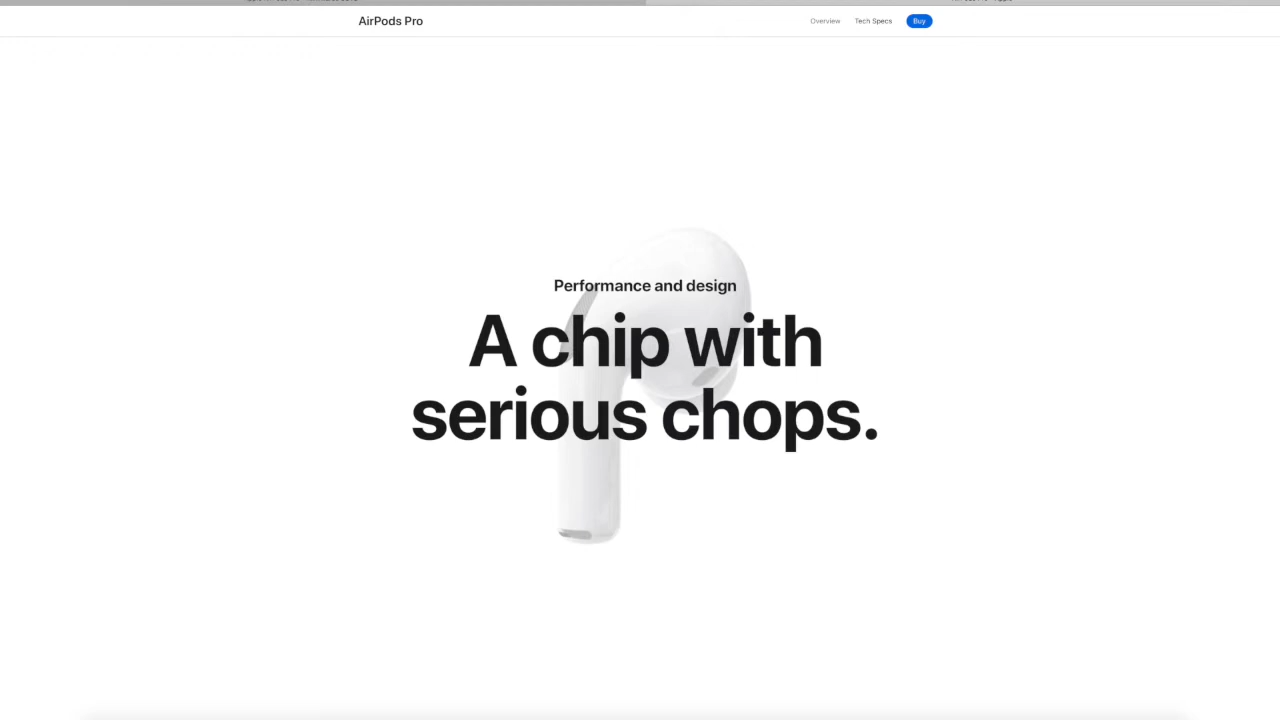 AirPods Pro
Overview
Tech Specs
Buy
Performance and design
A chip with
serious chops.